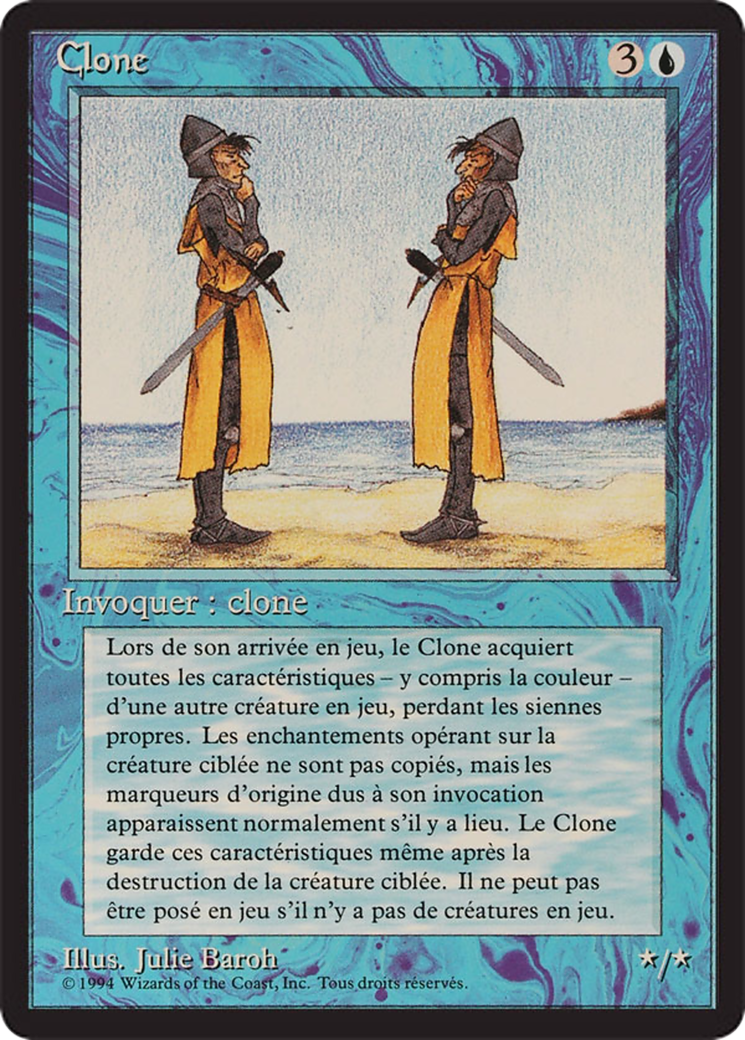 Clone 3
Invoquer : clone
Lors de son arrivée en jeu, le Clone acquiert
toutes les caractéristiques – y compris la couleur –
d'une autre créature en jeu, perdant les siennes
propres. Les enchantements opérant sur la
créature ciblée ne sont pas copiés, mais les
marqueurs d'origine dus à son invocation
apparaissent normalement s'il y a lieu. Le Clone
garde ces caractéristiques même après la
destruction de la créature ciblée. Il ne peut pas
être posé en jeu s'il n'y a pas de créatures en jeu.
Illus. Julie Baroh ★/★
© 1994 Wizards of the Coast, Inc. Tous droits réservés.